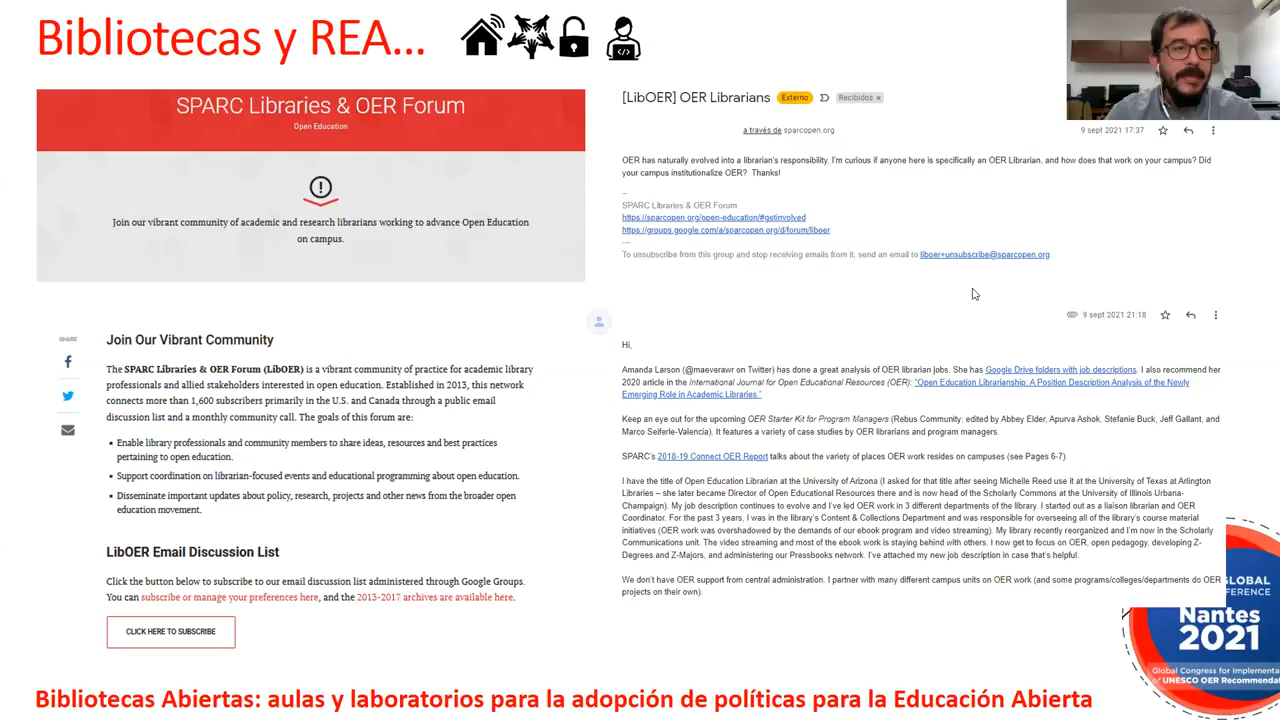 Bibliotecas y REA...
SPARC Libraries & OER Forum
Open Education
Join our vibrant community of academic and research librarians working to advance Open Education
on campus.
SHARE
Join Our Vibrant Community
The SPARC Libraries & OER Forum (LibOER) is a vibrant community of practice for academic library
professionals and allied stakeholders interested in open education. Established in 2013, this network
connects more than 1,600 subscribers primarily in the U.S. and Canada through a public email
discussion list and a monthly community call. The goals of this forum are:
Enable library professionals and community members to share ideas, resources and best practices
pertaining to open education.
Support coordination on librarian-focused events and educational programming about open education.
Disseminate important updates about policy, research, projects and other news from the broader open
education movement.
LibOER Email Discussion List
Click the button below to subscribe to our email discussion list administered through Google Groups.
You can subscribe or manage your preferences here, and the 2013-2017 archives are available here.
CLICK HERE TO SUBSCRIBE
[LibOER] OER Librarians Externo Recibidos ×
a través de sparcopen.org 9 sept 2021 17:37
OER has naturally evolved into a librarian's responsibility. I'm curious if anyone here is specifically an OER Librarian, and how does that work on your campus? Did
your campus institutionalize OER? Thanks!
--
SPARC Libraries & OER Forum
https://sparcopen.org/open-education/#getinvolved
https://groups.google.com/a/sparcopen.org/d/forum/liboer
---
To unsubscribe from this group and stop receiving emails from it, send an email to liboer+unsubscribe@sparcopen.org.
9 sept 2021 21:18
Hi,
Amanda Larson (@maeverawr on Twitter) has done a great analysis of OER librarian jobs. She has Google Drive folders with job descriptions. I also recommend her
2020 article in the International Journal for Open Educational Resources (OER): "Open Education Librarianship: A Position Description Analysis of the Newly
Emerging Role in Academic Libraries."
Keep an eye out for the upcoming OER Starter Kit for Program Managers (Rebus Community: edited by Abbey Elder, Apurva Ashok, Stefanie Buck, Jeff Gallant, and
Marco Seiferle-Valencia). It features a variety of case studies by OER librarians and program managers.
SPARC's 2018-19 Connect OER Report talks about the variety of places OER work resides on campuses (see Pages 6-7).
I have the title of Open Education Librarian at the University of Arizona (I asked for that title after seeing Michelle Reed use it at the University of Texas at Arlington
Libraries – she later became Director of Open Educational Resources there and is now head of the Scholarly Commons at the University of Illinois Urbana-
Champaign). My job description continues to evolve and I've led OER work in 3 different departments of the library. I started out as a liaison librarian and OER
Coordinator. For the past 3 years, I was in the library's Content & Collections Department and was responsible for overseeing all of the library's course material
initiatives (OER work was overshadowed by the demands of our ebook program and video streaming). My library recently reorganized and I'm now in the Scholarly
Communications unit. The video streaming and most of the ebook work is staying behind with others. I now get to focus on OER, open pedagogy, developing Z-
Degrees and Z-Majors, and administering our Pressbooks network. I've attached my new job description in case that's helpful.
We don't have OER support from central administration. I partner with many different campus units on OER work (and some programs/colleges/departments do OER
projects on their own).
GLOBAL
Nantes
2021
Global Congress for
UNESCO OER
Bibliotecas Abiertas: aulas y laboratorios para la adopción de políticas para la Educación Abierta